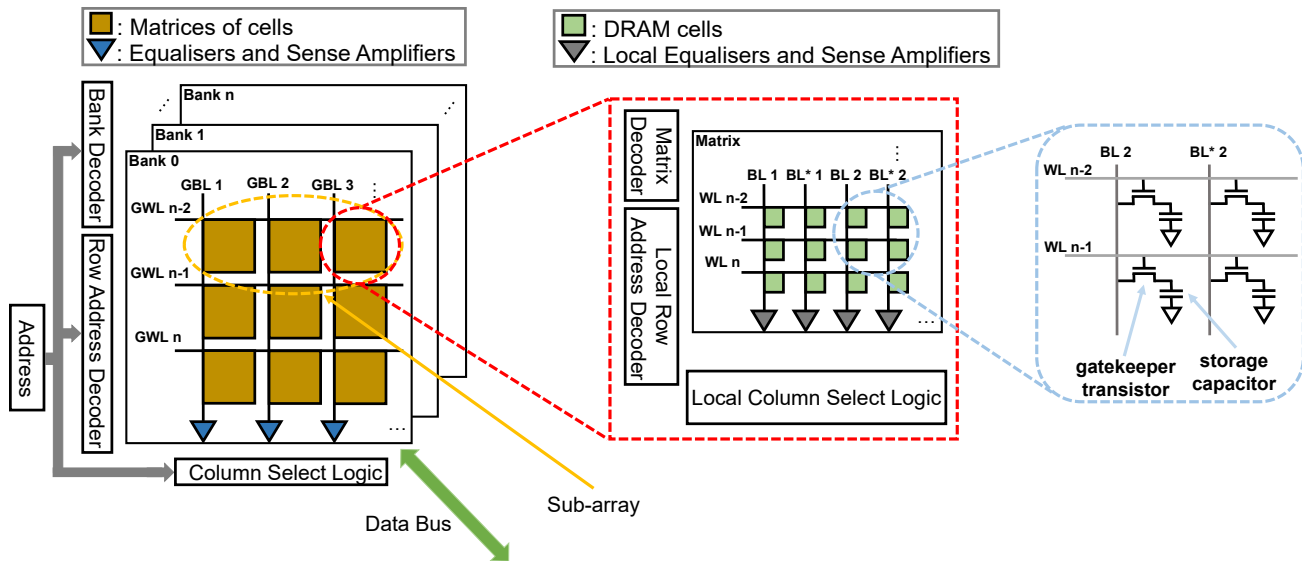 : Matrices of cells
: Equalisers and Sense Amplifiers
: DRAM cells
: Local Equalisers and Sense Amplifiers
Address
Bank Decoder
Row Address Decoder
Bank n
...
...
Bank 1
Bank 0
GBL 1
GBL 2
GBL 3
...
GWL n-2
GWL n-1
GWL n
...
Column Select Logic
Data Bus
Sub-array
Matrix
Decoder
Local Row
Address Decoder
Matrix
...
BL 1
BL* 1
BL 2
BL* 2
WL n-2
WL n-1
WL n
...
Local Column Select Logic
BL 2
BL* 2
WL n-2
WL n-1
gatekeeper
transistor
storage
capacitor